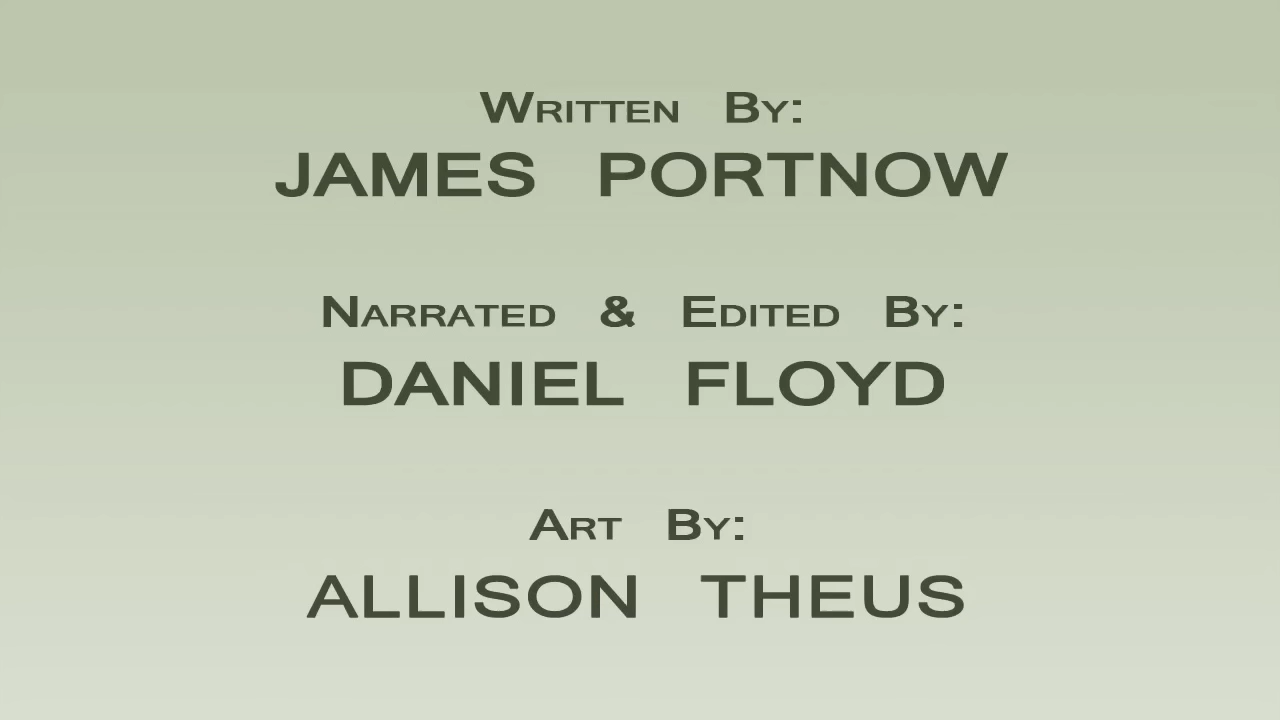 Written By:
JAMES PORTNOW
Narrated & Edited By:
DANIEL FLOYD
Art By:
ALLISON THEUS